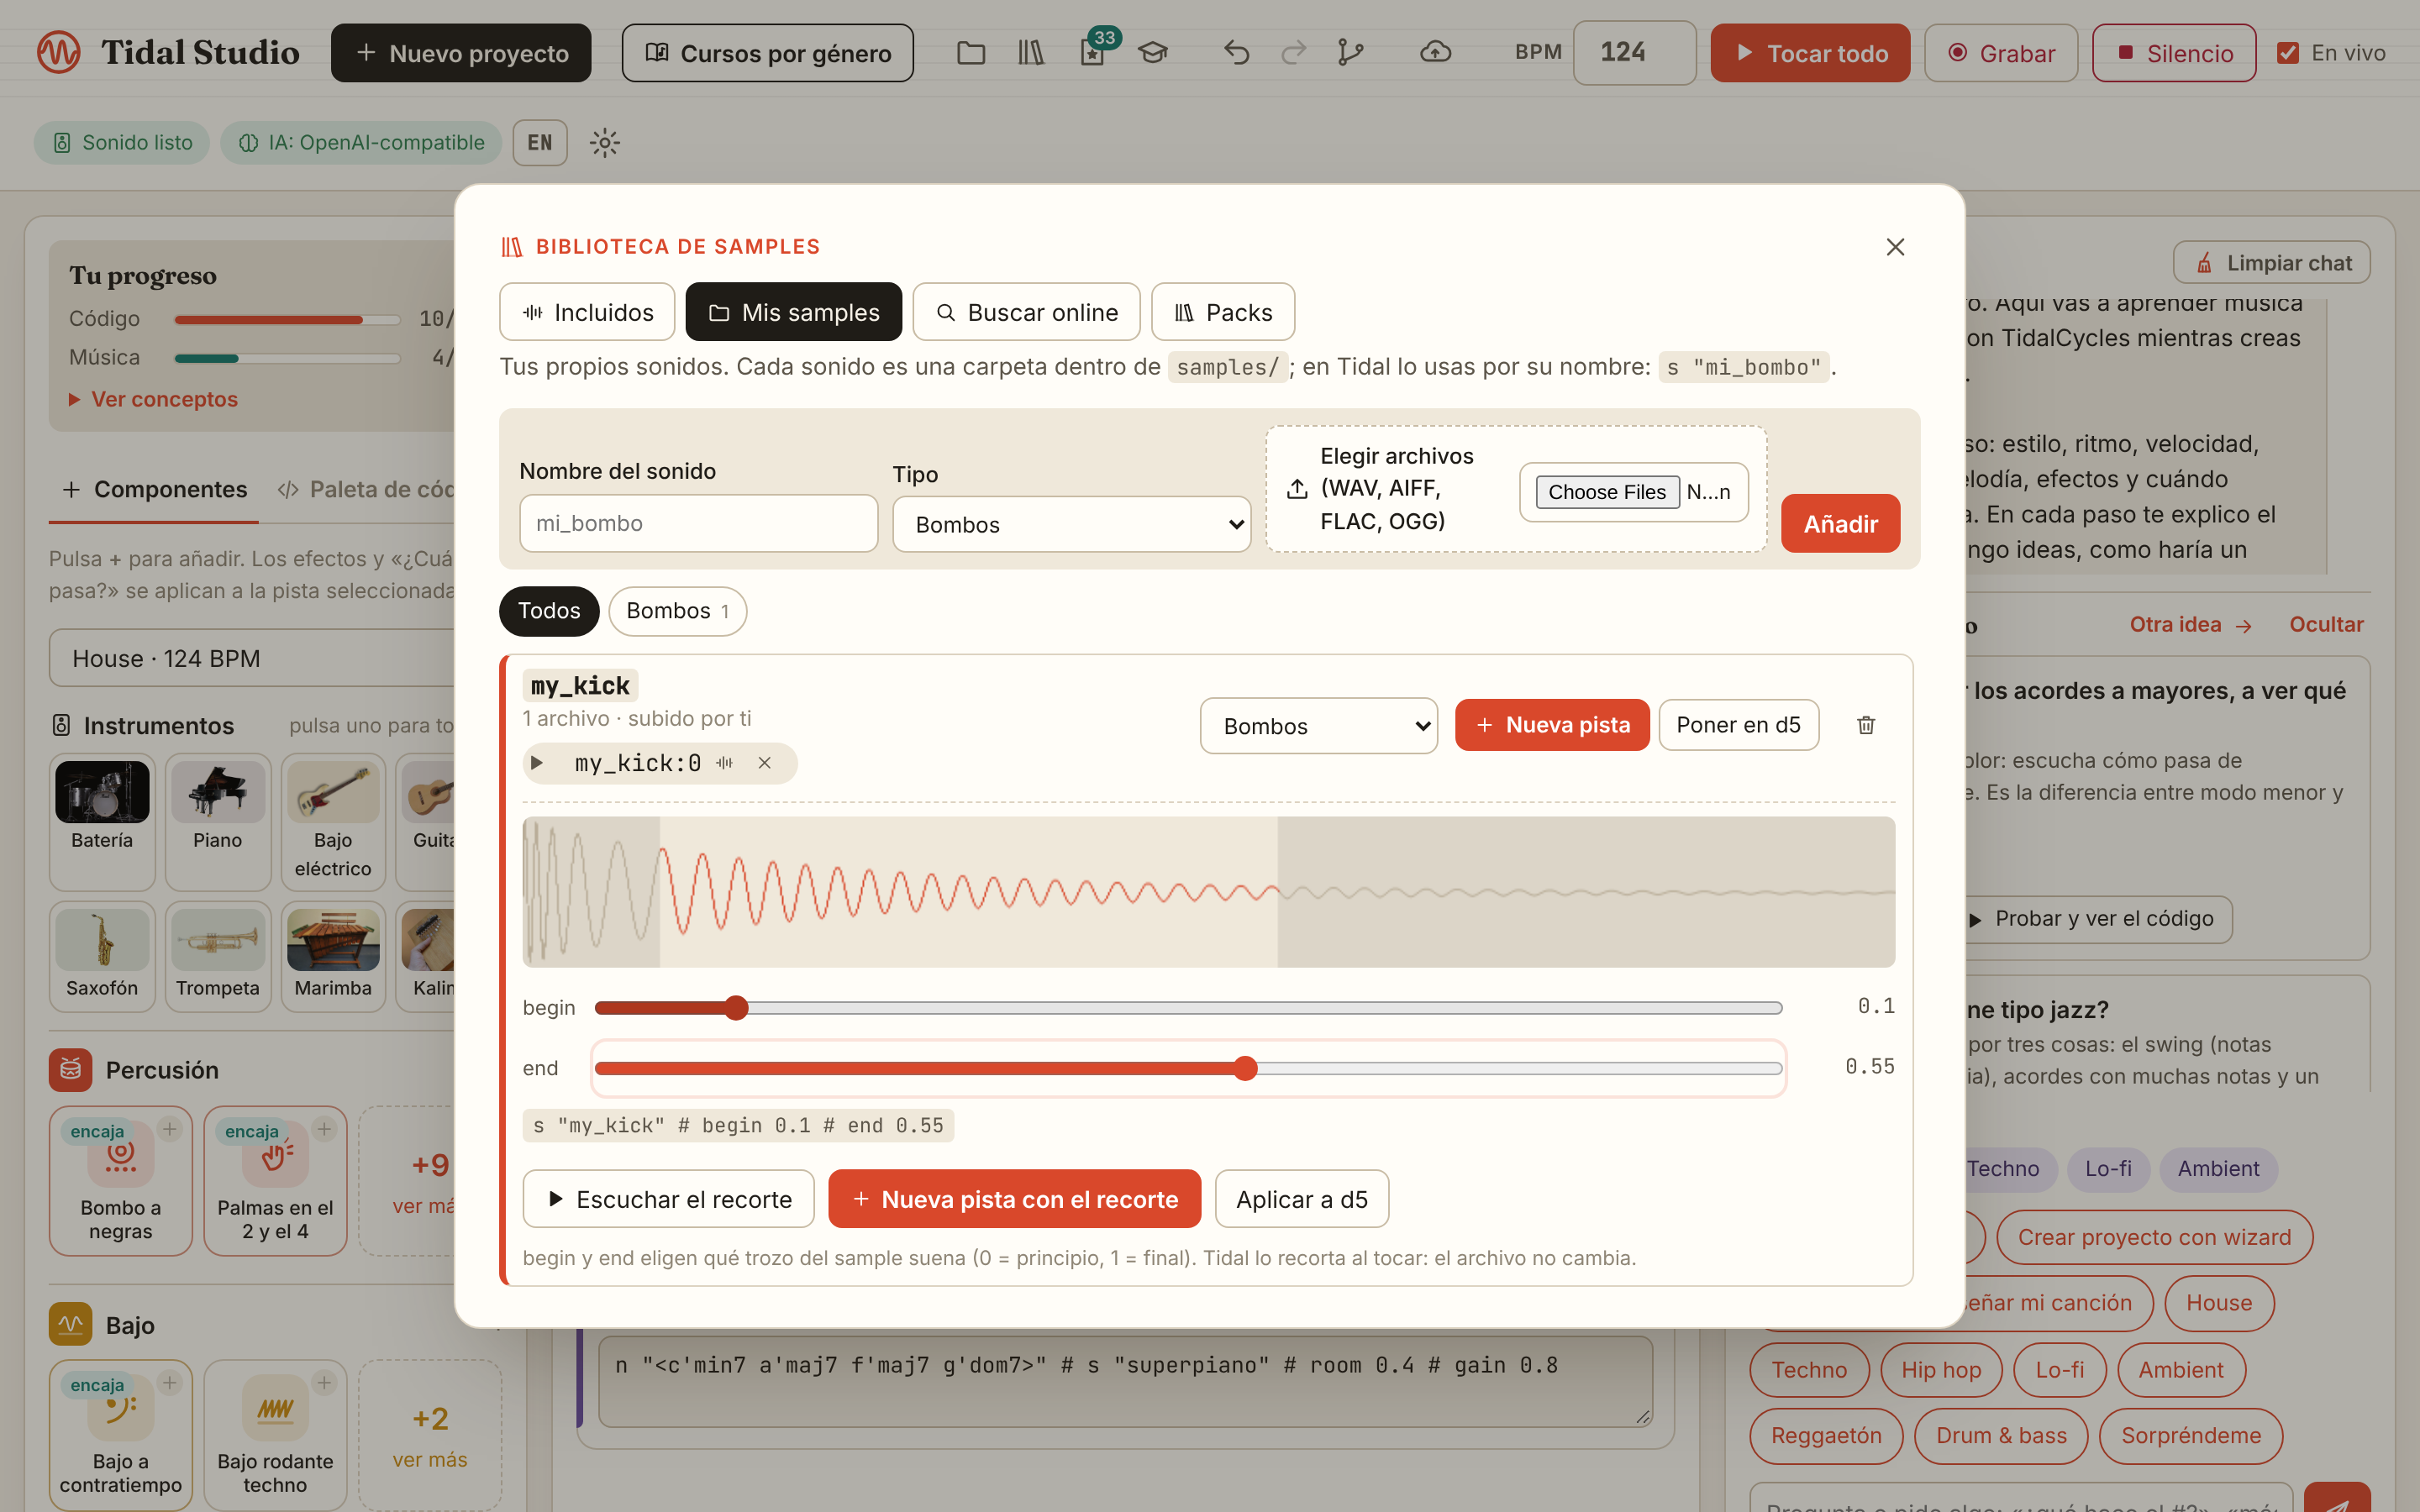 Tidal Studio
Nuevo proyecto
Cursos por género
33
BPM
124
Tocar todo
Grabar
Silencio
En vivo
Sonido listo
IA: OpenAI-compatible
EN
Tu progreso
Código
10/
Música
4/
Ver conceptos
Componentes
Paleta de cód
Pulsa + para añadir. Los efectos y «¿Cuá
pasa?» se aplican a la pista seleccionada
House · 124 BPM
Instrumentos
pulsa uno para to
Batería
Piano
Bajo
eléctrico
Guita
Saxofón
Trompeta
Marimba
Kalin
Percusión
encaja
Bombo a
negras
encaja
Palmas en el
2 y el 4
+9
ver má
Bajo
encaja
Bajo a
contratiempo
Bajo rodante
techno
+2
ver más
BIBLIOTECA DE SAMPLES
Incluidos
Mis samples
Buscar online
Packs
Tus propios sonidos. Cada sonido es una carpeta dentro de samples/; en Tidal lo usas por su nombre: s "mi_bombo".
Nombre del sonido
mi_bombo
Tipo
Bombos
Elegir archivos
(WAV, AIFF,
FLAC, OGG)
Choose Files N...n
Añadir
Todos
Bombos 1
my_kick
1 archivo · subido por ti
my_kick:0
Bombos
Nueva pista
Poner en d5
begin
0.1
end
0.55
s "my_kick" # begin 0.1 # end 0.55
Escuchar el recorte
Nueva pista con el recorte
Aplicar a d5
begin y end eligen qué trozo del sample suena (0 = principio, 1 = final). Tidal lo recorta al tocar: el archivo no cambia.
n "<c'min7 a'maj7 f'maj7 g'dom7>" # s "superpiano" # room 0.4 # gain 0.8
Limpiar chat
o. Aquí vas a aprender música
on TidalCycles mientras creas
.
so: estilo, ritmo, velocidad,
elodía, efectos y cuándo
a. En cada paso te explico el
ngo ideas, como haría un
o
Otra idea →
Ocultar
los acordes a mayores, a ver qué
olor: escucha cómo pasa de
e. Es la diferencia entre modo menor y
Probar y ver el código
ne tipo jazz?
por tres cosas: el swing (notas
ia), acordes con muchas notas y un
Techno
Lo-fi
Ambient
Crear proyecto con wizard
eñar mi canción
House
Techno
Hip hop
Lo-fi
Ambient
Reggaetón
Drum & bass
Sorpréndeme